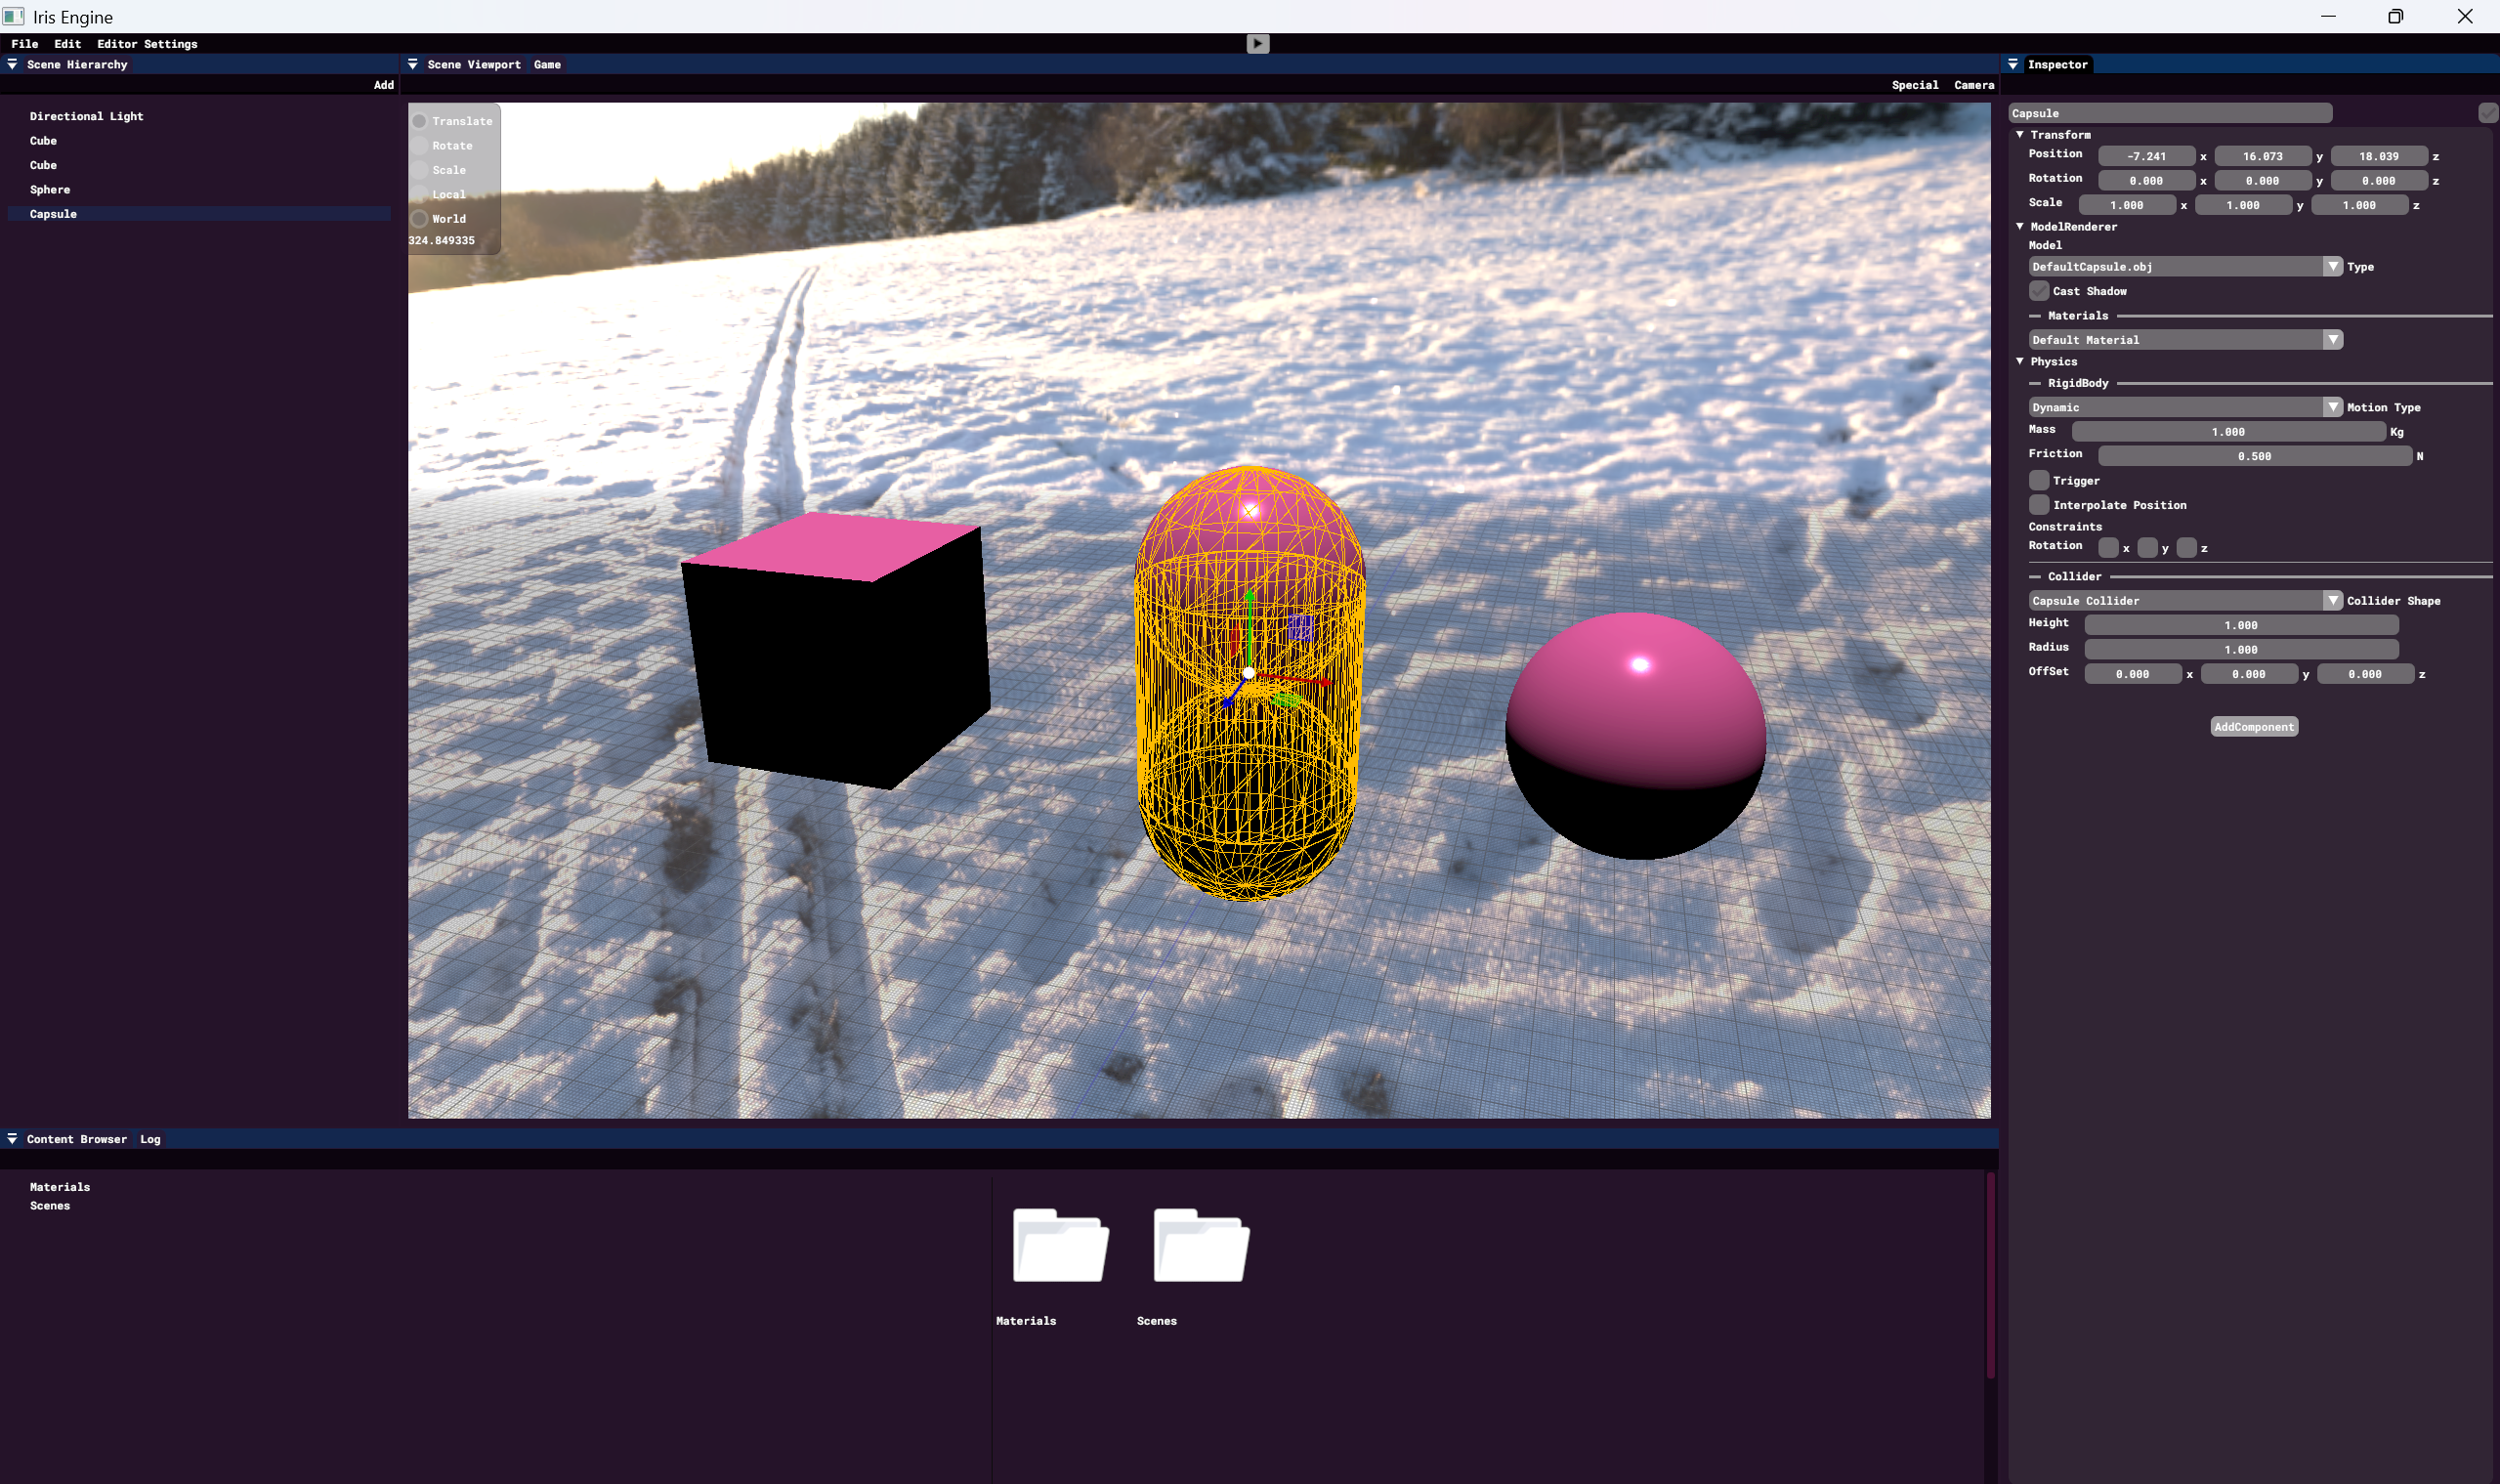 Iris Engine
File Edit Editor Settings
Scene Hierarchy
Add
Directional Light
Cube
Cube
Sphere
Capsule
Scene Viewport Game
Special Camera
Translate
Rotate
Scale
Local
World
324.849335
Inspector
Capsule
Transform
Position -7.241 x 16.073 y 18.039 z
Rotation 0.000 x 0.000 y 0.000 z
Scale 1.000 x 1.000 y 1.000 z
ModelRenderer
Model
DefaultCapsule.obj Type
Cast Shadow
Materials
Default Material
Physics
RigidBody
Dynamic Motion Type
Mass 1.000 Kg
Friction 0.500 N
Trigger
Interpolate Position
Constraints
Rotation x y z
Collider
Capsule Collider Collider Shape
Height 1.000
Radius 1.000
OffSet 0.000 x 0.000 y 0.000 z
AddComponent
Content Browser Log
Materials
Scenes
Materials Scenes